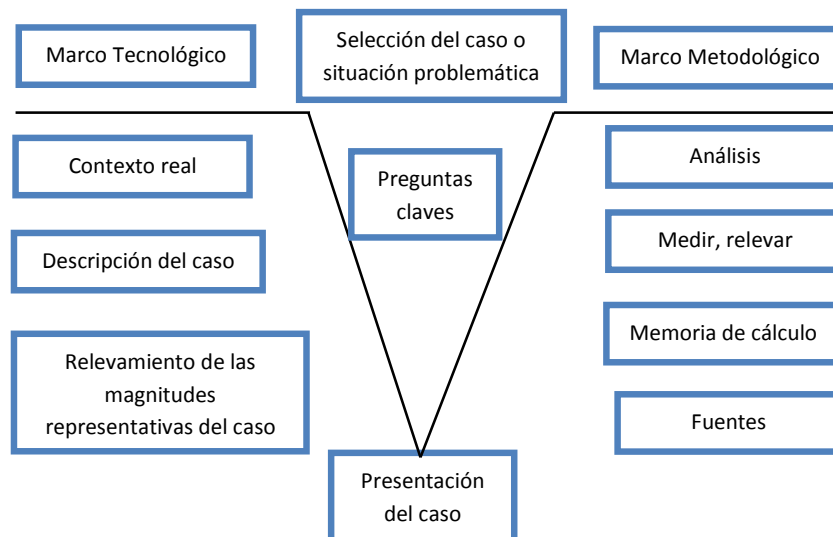 Marco Tecnológico
Selección del caso o
situación problemática
Marco Metodológico
Contexto real
Preguntas
claves
Análisis
Descripción del caso
Medir, relevar
Relevamiento de las
magnitudes
representativas del caso
Memoria de cálculo
Fuentes
Presentación
del caso